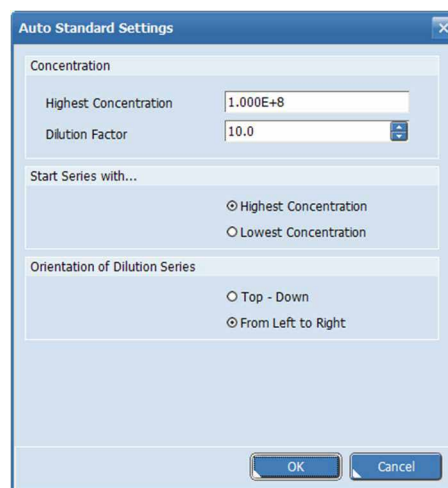 Auto Standard Settings
Concentration
Highest Concentration 1.000E+8
Dilution Factor 10.0
Start Series with...
Highest Concentration
Lowest Concentration
Orientation of Dilution Series
Top - Down
From Left to Right
OK Cancel